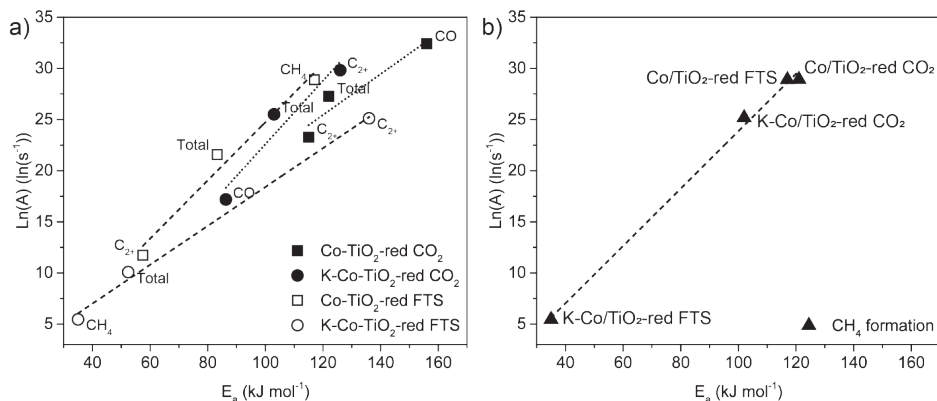 a)
35
30
25
20
15
10
5
Ln(A) (ln(s⁻¹)
40
60
80
100
120
140
160
Eₐ (kJ mol⁻¹)
CO
C₂₊
CH₄
Total
Total
Total
C₂₊
C₂₊
CO
C₂₊
Total
CH₄
Co-TiO₂-red CO₂
K-Co-TiO₂-red CO₂
Co-TiO₂-red FTS
K-Co-TiO₂-red FTS
b)
35
30
25
20
15
10
5
Ln(A) (ln(s⁻¹)
40
60
80
100
120
140
160
Eₐ (kJ mol⁻¹)
Co/TiO₂-red FTS
Co/TiO₂-red CO₂
K-Co/TiO₂-red CO₂
K-Co/TiO₂-red FTS
CH₄ formation